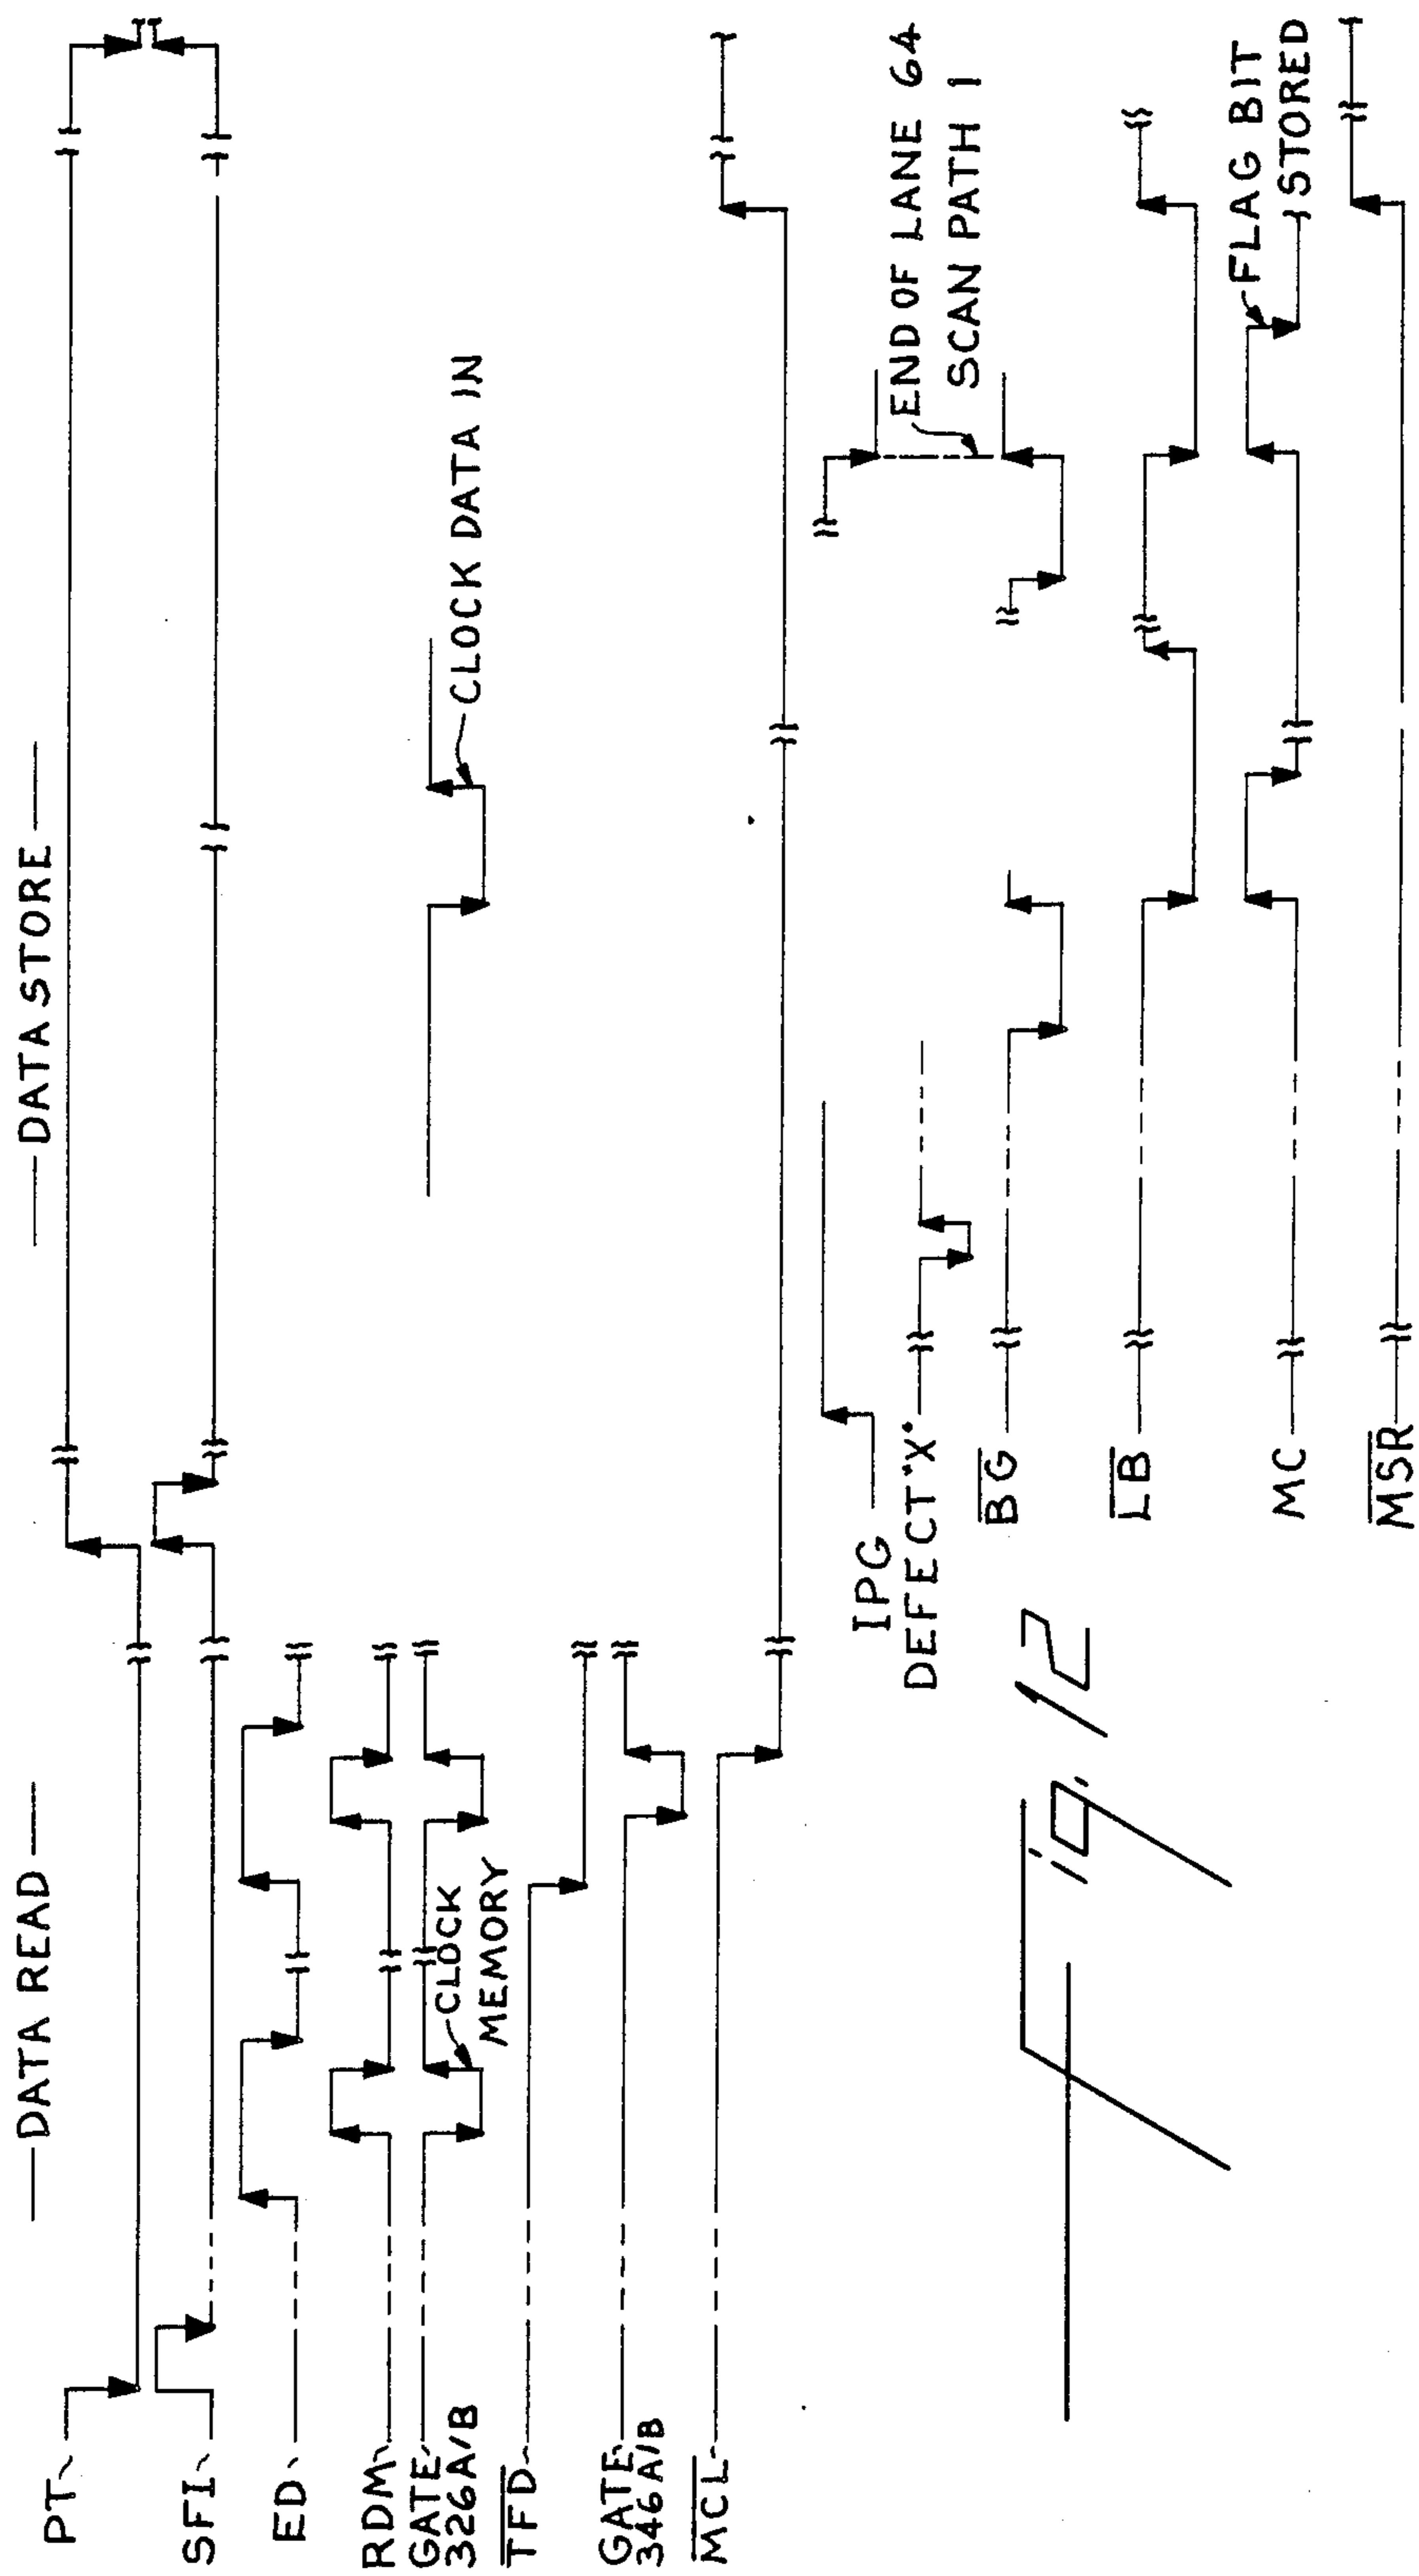 —DATA READ—
—DATA STORE—
PT
SFI
ED
RDM
GATE
326A/B
CLOCK
MEMORY
CLOCK DATA IN
TFD
GATE
346A/B
MCL
IPG
DEFECT "X"
BG
END OF LANE 64
SCAN PATH 1
LB
MC
FLAG BIT
STORED
MSR
Fig. 12